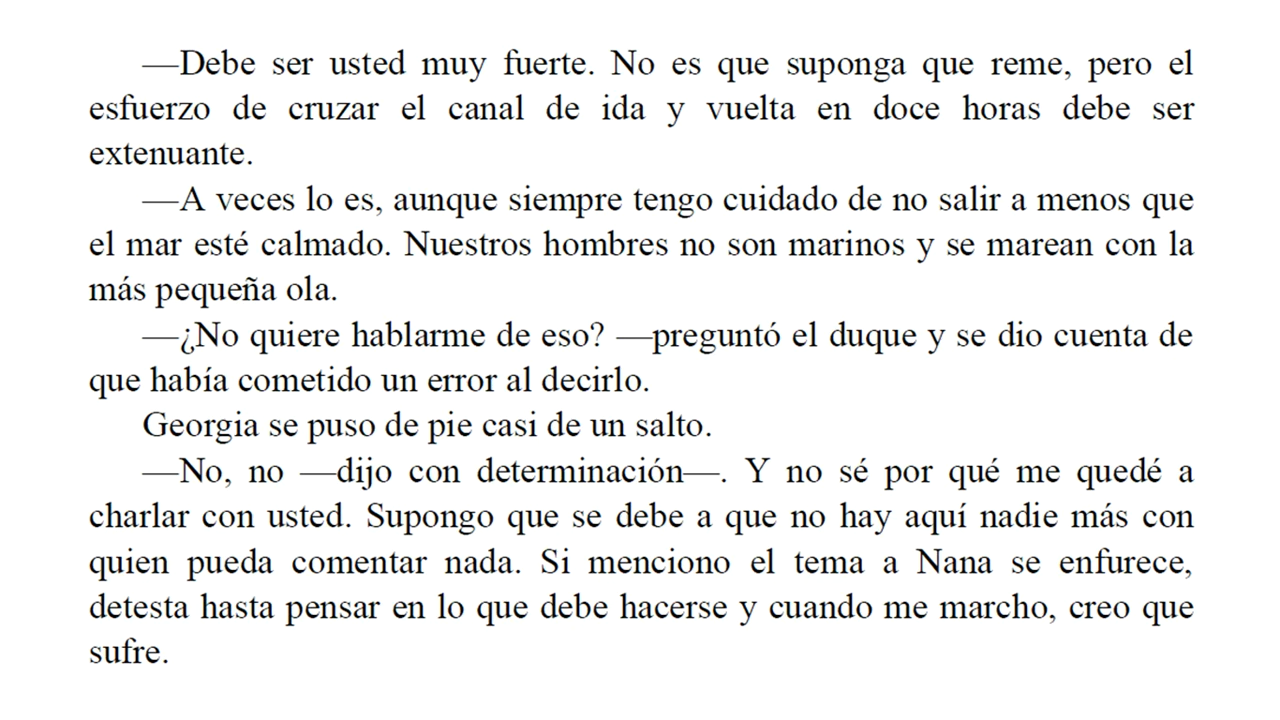 —Debe ser usted muy fuerte. No es que suponga que reme, pero el
esfuerzo de cruzar el canal de ida y vuelta en doce horas debe ser
extenuante.
—A veces lo es, aunque siempre tengo cuidado de no salir a menos que
el mar esté calmado. Nuestros hombres no son marinos y se marean con la
más pequeña ola.
—¿No quiere hablarme de eso? —preguntó el duque y se dio cuenta de
que había cometido un error al decirlo.
Georgia se puso de pie casi de un salto.
—No, no —dijo con determinación—. Y no sé por qué me quedé a
charlar con usted. Supongo que se debe a que no hay aquí nadie más con
quien pueda comentar nada. Si menciono el tema a Nana se enfurece,
detesta hasta pensar en lo que debe hacerse y cuando me marcho, creo que
sufre.